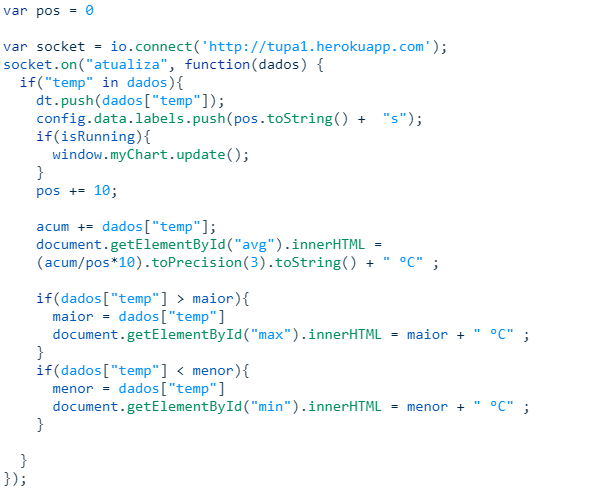 var pos = 0
var socket = io.connect('http://tupa1.herokuapp.com');
socket.on("atualiza", function(dados) {
if("temp" in dados){
dt.push(dados["temp"]);
config.data.labels.push(pos.toString() +  "s");
if(isRunning){
window.myChart.update();
}
pos += 10;
acum += dados["temp"];
document.getElementById("avg").innerHTML =
(acum/pos*10).toPrecision(3).toString() + " ºC" ;
if(dados["temp"] > maior){
maior = dados["temp"]
document.getElementById("max").innerHTML = maior + " ºC" ;
}
if(dados["temp"] < menor){
menor = dados["temp"]
document.getElementById("min").innerHTML = menor + " ºC" ;
}
}
});